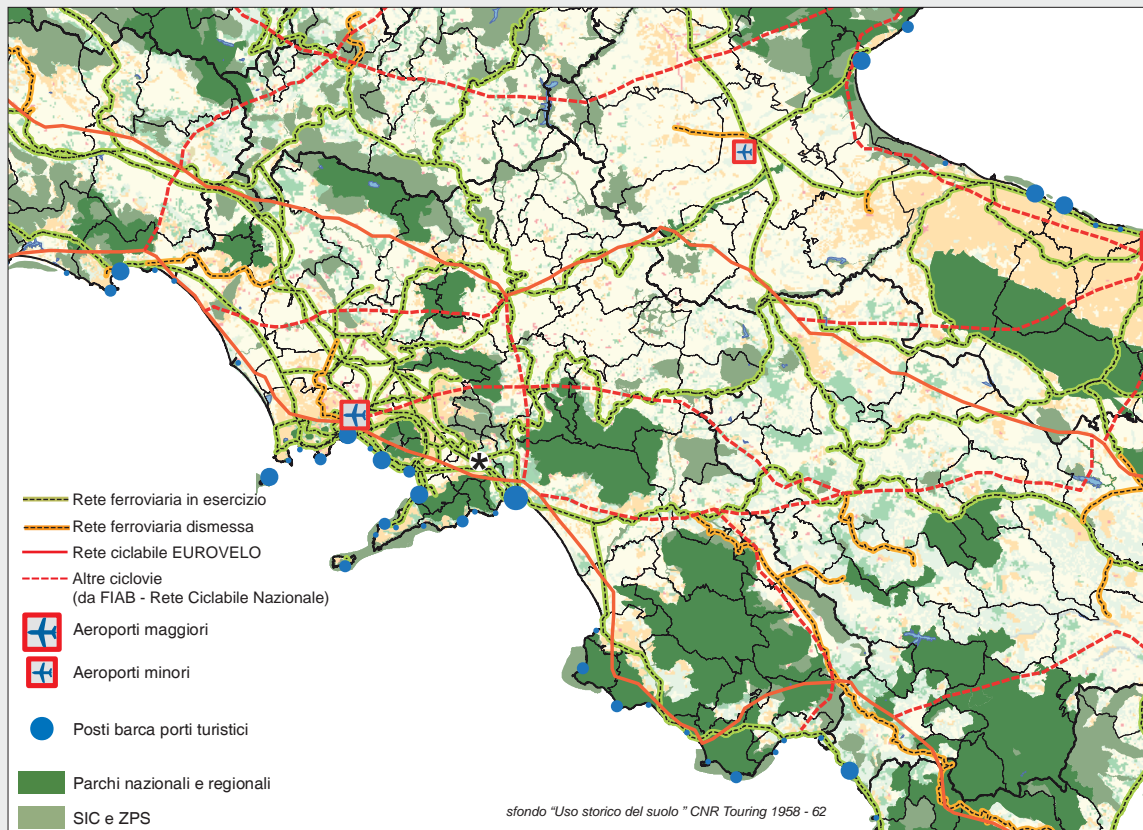 Rete ferroviaria in esercizio
Rete ferroviaria dismessa
Rete ciclabile EUROVELO
Altre ciclovie
(da FIAB - Rete Ciclabile Nazionale)
Aeroporti maggiori
Aeroporti minori
Posti barca porti turistici
Parchi nazionali e regionali
SIC e ZPS
sfondo “Uso storico del suolo ” CNR Touring 1958 - 62
*